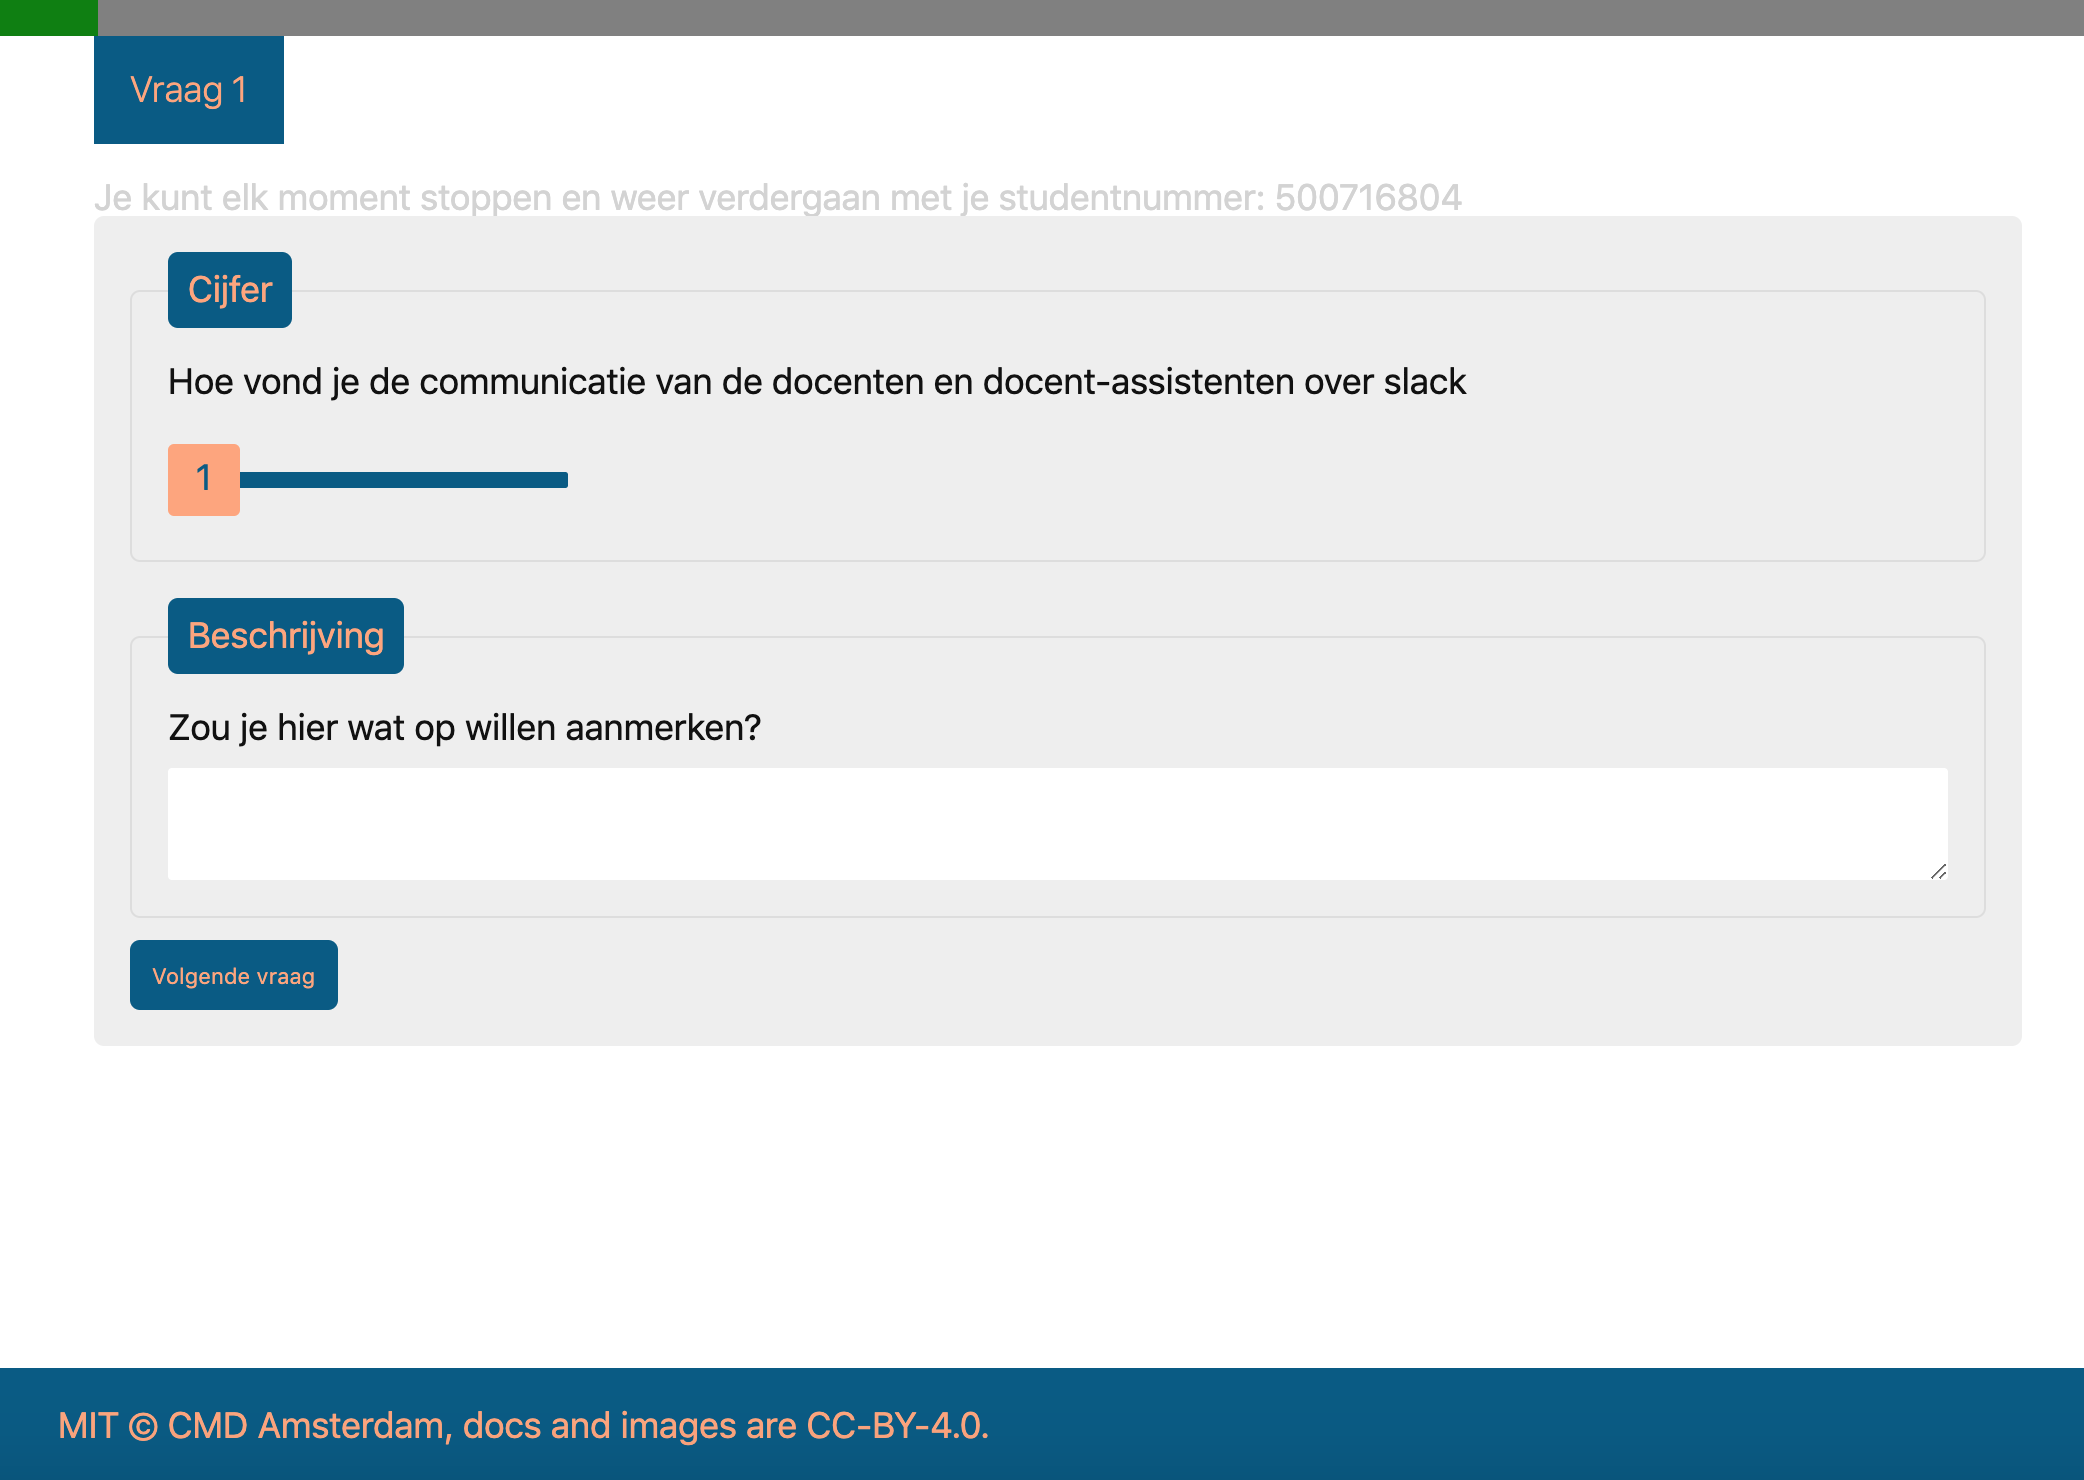 Vraag 1
Je kunt elk moment stoppen en weer verdergaan met je studentnummer: 500716804
Cijfer
Hoe vond je de communicatie van de docenten en docent-assistenten over slack
1
Beschrijving
Zou je hier wat op willen aanmerken?
Volgende vraag
MIT © CMD Amsterdam, docs and images are CC-BY-4.0.